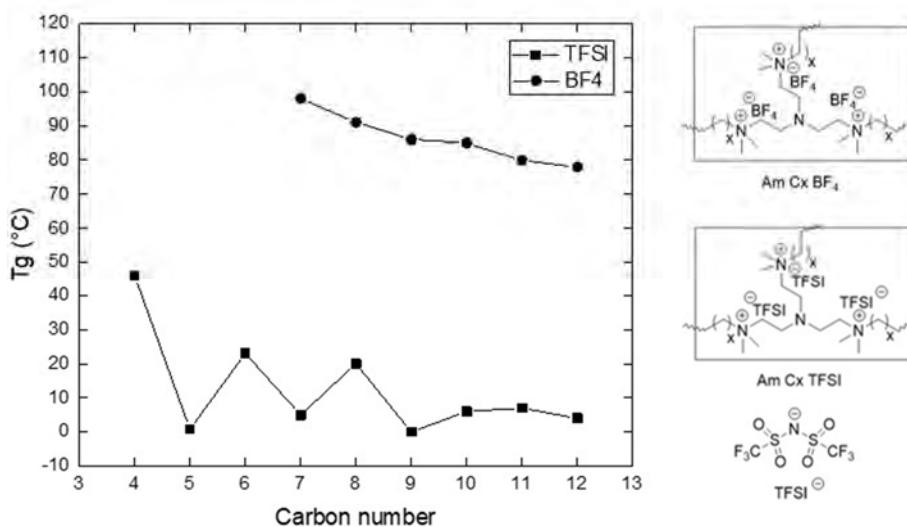 120
110
100
90
80
70
60
50
40
30
20
10
0
-10
Tg (°C)
3 4 5 6 7 8 9 10 11 12 13
Carbon number
TFSI
BF4
N ⊕
x
⊖ BF₄
⊖ BF₄
BF₄ ⊖
x N ⊕
N
⊕ N x
Am Cx BF₄
N ⊕
x
⊖ TFSI
⊖ TFSI
TFSI ⊖
x N ⊕
N
⊕ N x
Am Cx TFSI
⊖
O N O
S S
F₃C O O CF₃
TFSI ⊖